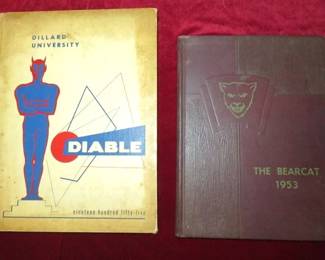 DILLARD
UNIVERSITY
DIABLE
nineteen hundred fifty-five
THE BEARCAT
1953